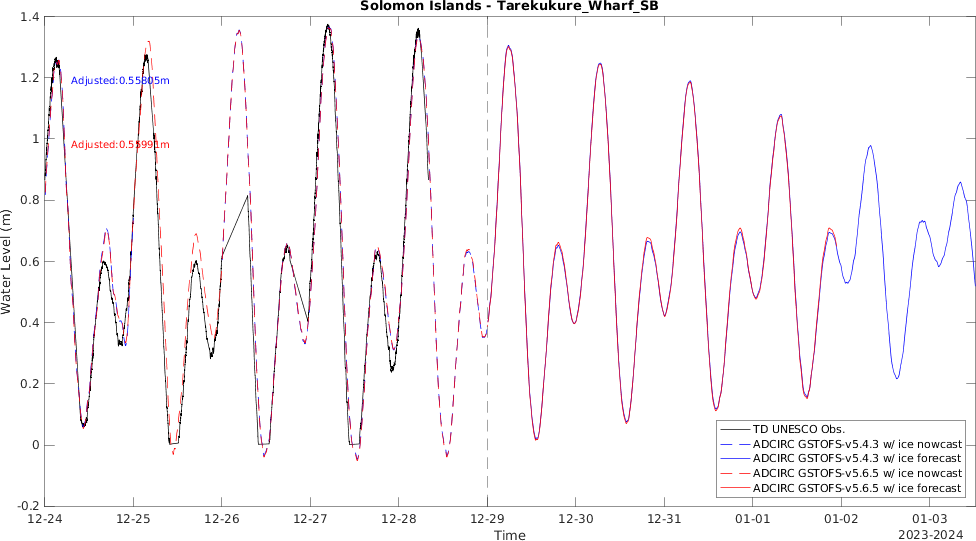 Solomon Islands - Tarekukure_Wharf_SB
1.4
1.2
1
0.8
0.6
0.4
0.2
0
-0.2
Water Level (m)
Adjusted:0.55805m
Adjusted:0.55991m
TD UNESCO Obs.
ADCIRC GSTOFS-v5.4.3 w/ ice nowcast
ADCIRC GSTOFS-v5.4.3 w/ ice forecast
ADCIRC GSTOFS-v5.6.5 w/ ice nowcast
ADCIRC GSTOFS-v5.6.5 w/ ice forecast
12-24 12-25 12-26 12-27 12-28 12-29 12-30 12-31 01-01 01-02 01-03
Time
2023-2024